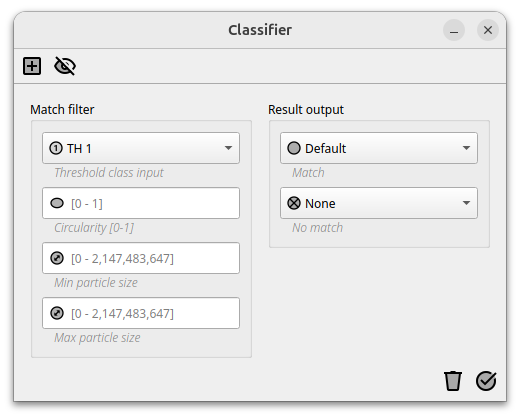 Classifier
Match filter
Result output
1 TH 1
Threshold class input
[0 - 1]
Circularity [0-1]
[0 - 2,147,483,647]
Min particle size
[0 - 2,147,483,647]
Max particle size
Default
Match
None
No match